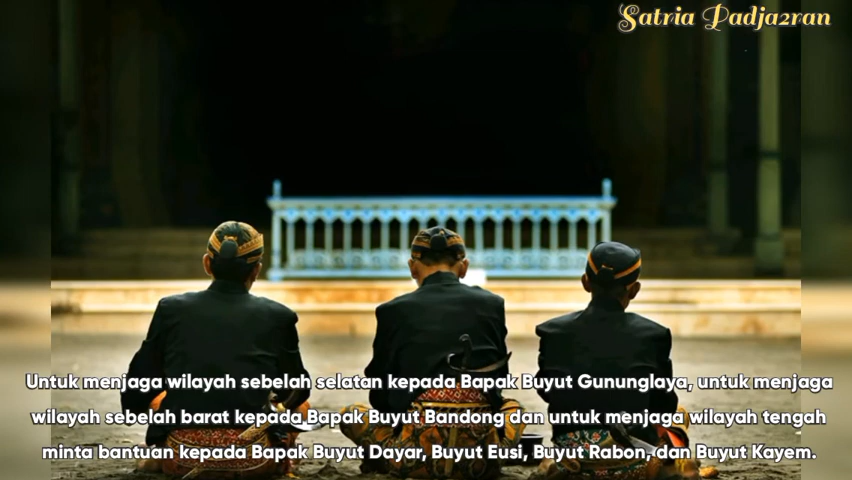 Satria Padja2ran
Untuk menjaga wilayah sebelah selatan kepada Bapak Buyut Gununglaya, untuk menjaga
wilayah sebelah barat kepada Bapak Buyut Bandong dan untuk menjaga wilayah tengah
minta bantuan kepada Bapak Buyut Dayar, Buyut Eusi, Buyut Rabon, dan Buyut Kayem.